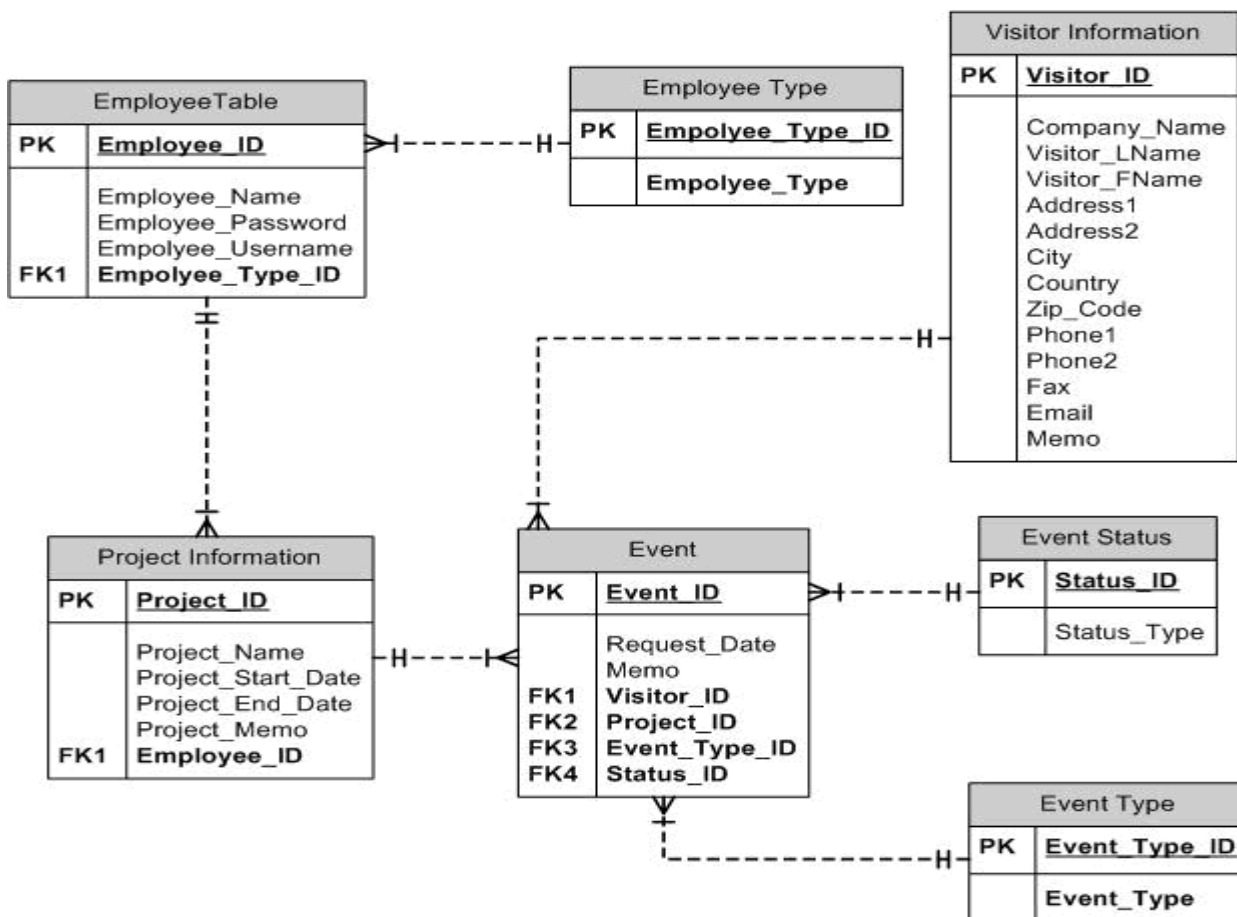 EmployeeTable
PK Employee_ID
Employee_Name
Employee_Password
Empolyee_Username
FK1 Empolyee_Type_ID
Employee Type
PK Empolyee_Type_ID
Empolyee_Type
Visitor Information
PK Visitor_ID
Company_Name
Visitor_LName
Visitor_FName
Address1
Address2
City
Country
Zip_Code
Phone1
Phone2
Fax
Email
Memo
Project Information
PK Project_ID
Project_Name
Project_Start_Date
Project_End_Date
Project_Memo
FK1 Employee_ID
Event
PK Event_ID
Request_Date
Memo
FK1 Visitor_ID
FK2 Project_ID
FK3 Event_Type_ID
FK4 Status_ID
Event Status
PK Status_ID
Status_Type
Event Type
PK Event_Type_ID
Event_Type